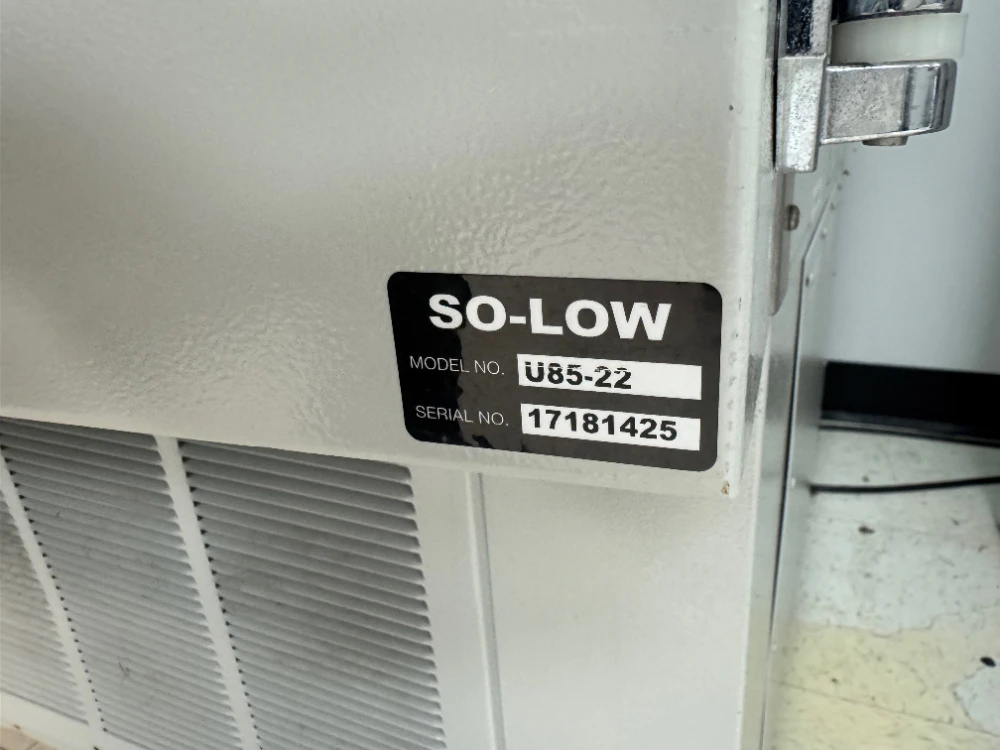 SO-LOW
MODEL NO. U85-22
SERIAL NO. 17181425